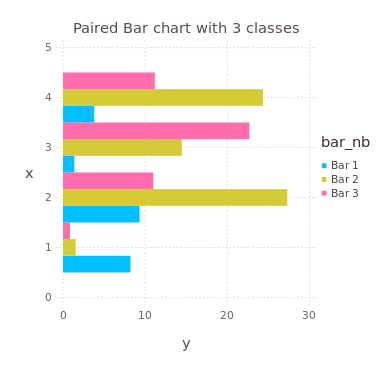 Paired Bar chart with 3 classes
5
4
3
2
1
0
x
0 10 20 30
y
bar_nb
Bar 1
Bar 2
Bar 3